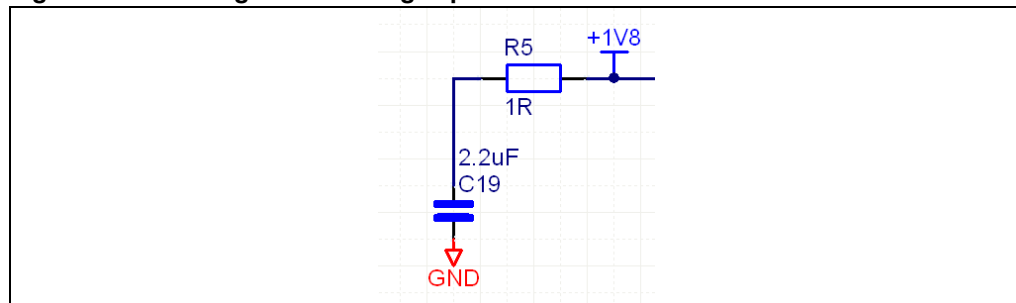 +1V8
R5
1R
2.2uF
C19
GND